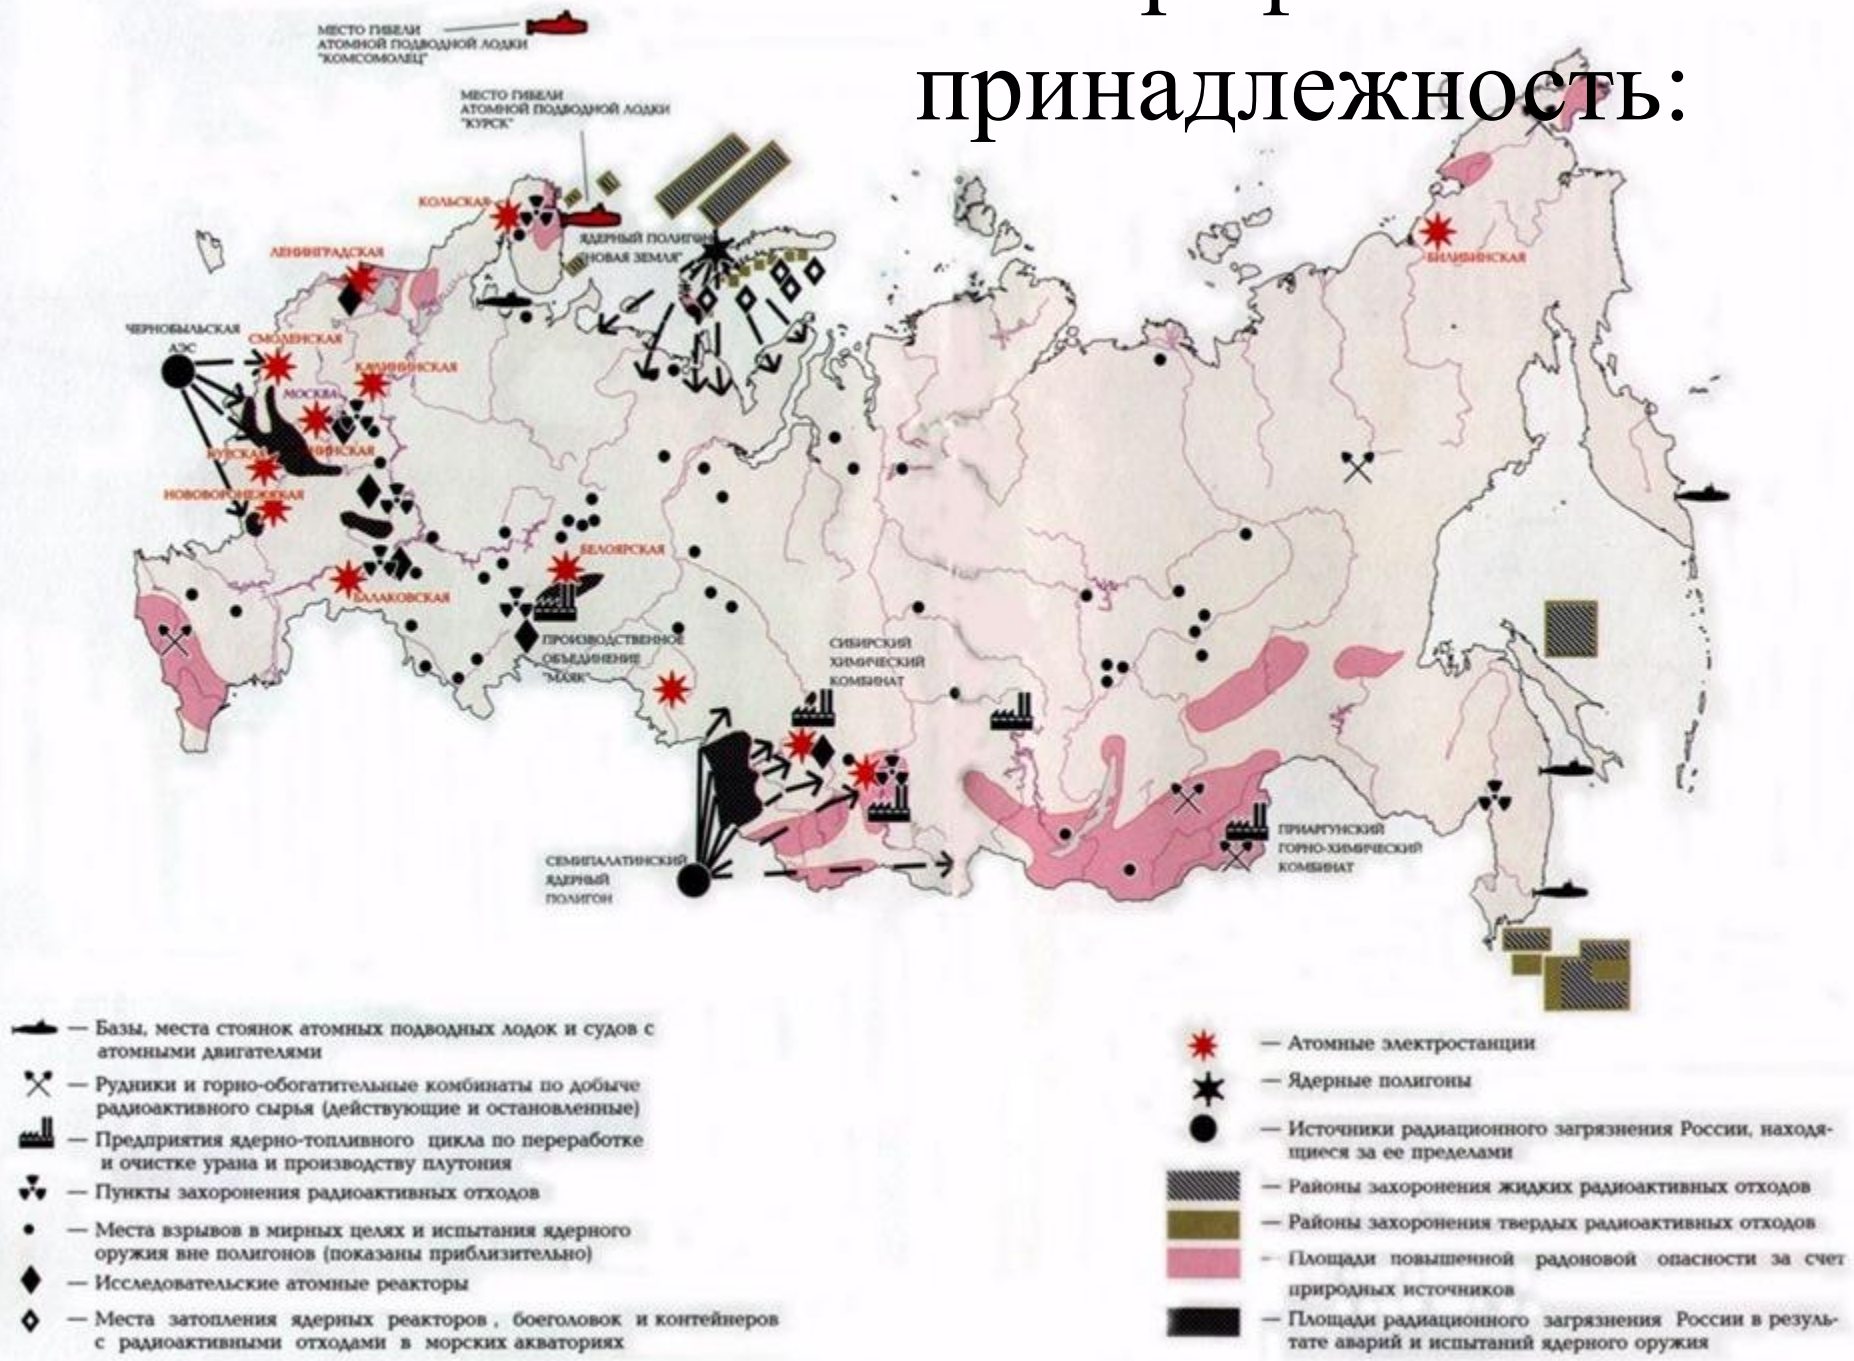 принадлежность:
МЕСТО ГИБЕЛИ
АТОМНОЙ ПОДВОДНОЙ ЛОДКИ
"КОМСОМОЛЕЦ"
МЕСТО ГИБЕЛИ
АТОМНОЙ ПОДВОДНОЙ ЛОДКИ
"КУРСК"
КОЛЬСКАЯ
ЯДЕРНЫЙ ПОЛИГОН
"НОВАЯ ЗЕМЛЯ"
ЛЕНИНГРАДСКАЯ
БИЛИБИНСКАЯ
ЧЕРНОБЫЛЬСКАЯ
АЭС
СМОЛЕНСКАЯ
КАЛИНИНСКАЯ
МОСКВА
КУРСКАЯ
НИНСКАЯ
НОВОВОРОНЕЖСКАЯ
БЕЛОЯРСКАЯ
БАЛАКОВСКАЯ
ПРОИЗВОДСТВЕННОЕ
ОБЪЕДИНЕНИЕ
"МАЯК"
СИБИРСКИЙ
ХИМИЧЕСКИЙ
КОМБИНАТ
СЕМИПАЛАТИНСКИЙ
ЯДЕРНЫЙ
ПОЛИГОН
ПРИАРГУНСКИЙ
ГОРНО-ХИМИЧЕСКИЙ
КОМБИНАТ
— Базы, места стоянок атомных подводных лодок и судов с
атомными двигателями
— Рудники и горно-обогатительные комбинаты по добыче
радиоактивного сырья (действующие и остановленные)
— Предприятия ядерно-топливного цикла по переработке
и очистке урана и производству плутония
— Пункты захоронения радиоактивных отходов
— Места взрывов в мирных целях и испытания ядерного
оружия вне полигонов (показаны приблизительно)
— Исследовательские атомные реакторы
— Места затопления ядерных реакторов, боеголовок и контейнеров
с радиоактивными отходами в морских акваториях
— Атомные электростанции
— Ядерные полигоны
— Источники радиационного загрязнения России, находя-
щиеся за ее пределами
— Районы захоронения жидких радиоактивных отходов
— Районы захоронения твердых радиоактивных отходов
– Площади повышенной радоновой опасности за счет
природных источников
— Площади радиационного загрязнения России в резуль-
тате аварий и испытаний ядерного оружия